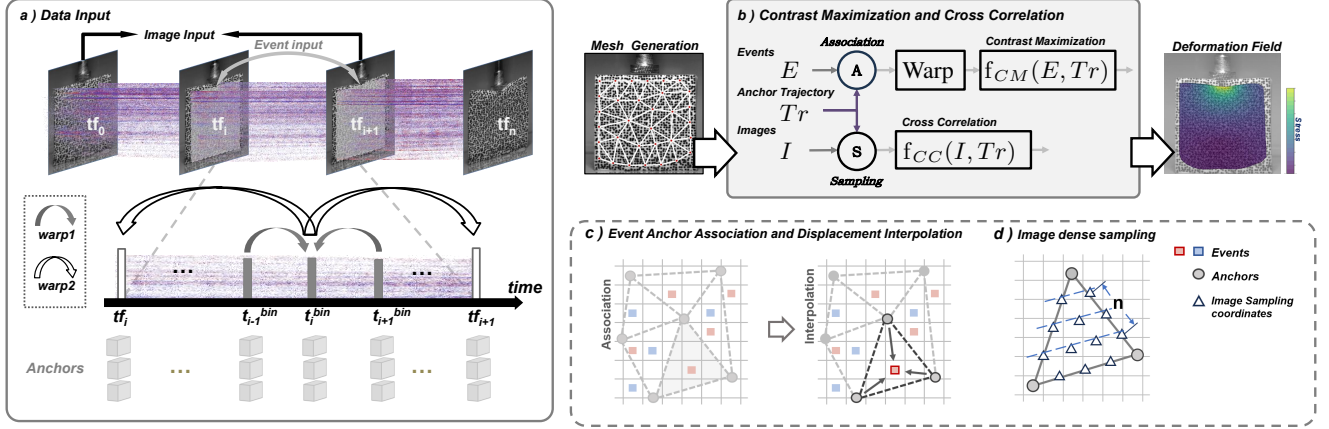 a ) Data Input
Image Input
Event input
tf0
tfi
tfi+1
tfn
warp1
warp2
...
...
time
tfi
ti-1bin
tibin
ti+1bin
tfi+1
Anchors
...
...
b ) Contrast Maximization and Cross Correlation
Mesh Generation
Events
E
Association
A
Warp
Contrast Maximization
fCM(E, Tr)
Anchor Trajectory
Tr
Images
I
S
Sampling
Cross Correlation
fCC(I, Tr)
Deformation Field
Stress
c ) Event Anchor Association and Displacement Interpolation
Association
Interpolation
d ) Image dense sampling
n
Events
Anchors
Image Sampling
coordinates